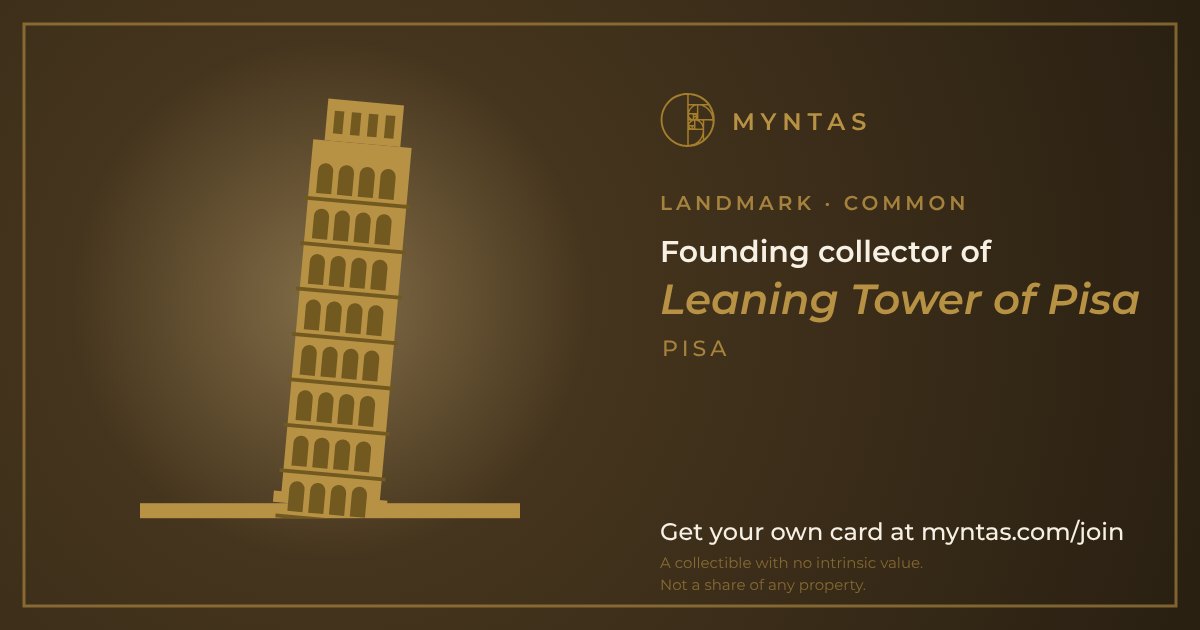 MYNTAS
LANDMARK · COMMON
Founding collector of
Leaning Tower of Pisa
PISA
Get your own card at myntas.com/join
A collectible with no intrinsic value.
Not a share of any property.